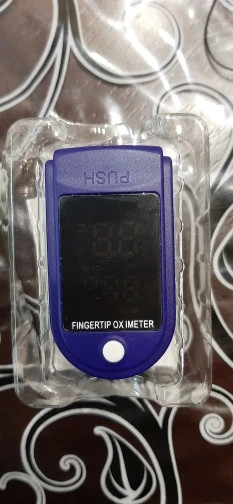 PUSH
FINGERTIP OX IMETER